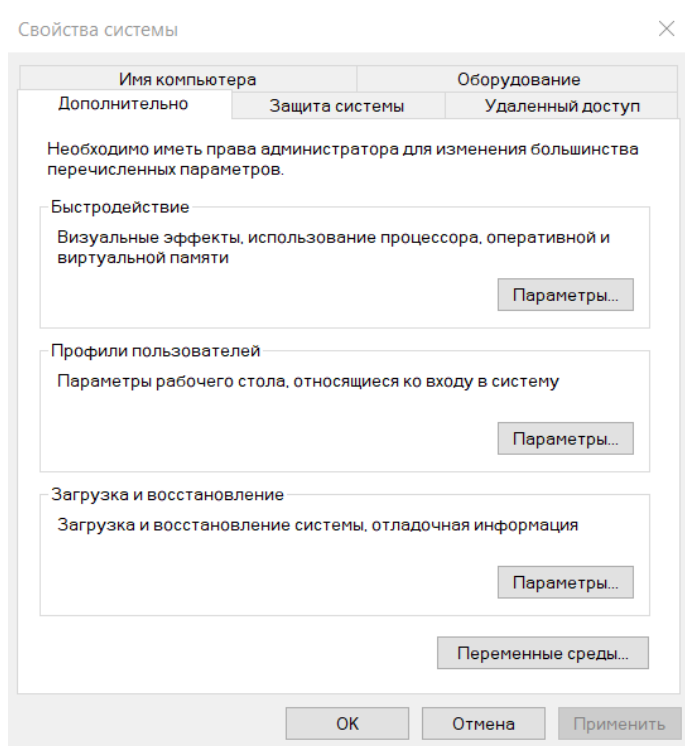 Свойства системы
Имя компьютера
Оборудование
Дополнительно
Защита системы
Удаленный доступ
Необходимо иметь права администратора для изменения большинства
перечисленных параметров.
Быстродействие
Визуальные эффекты, использование процессора, оперативной и
виртуальной памяти
Параметры...
Профили пользователей
Параметры рабочего стола, относящиеся ко входу в систему
Параметры...
Загрузка и восстановление
Загрузка и восстановление системы, отладочная информация
Параметры...
Переменные среды...
ОК
Отмена
Применить